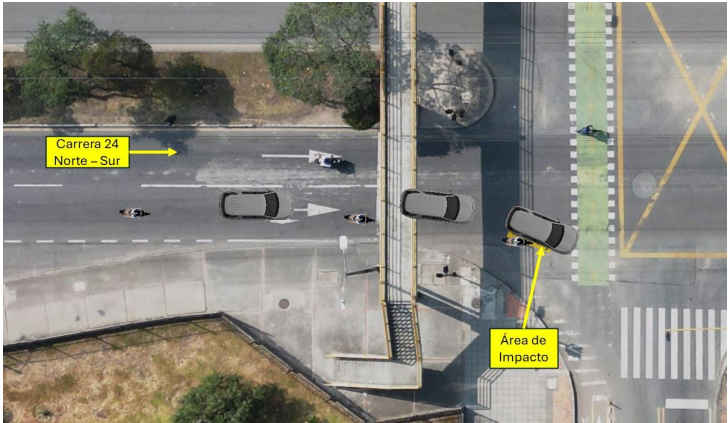 Carrera 24
Norte – Sur
Área de
Impacto